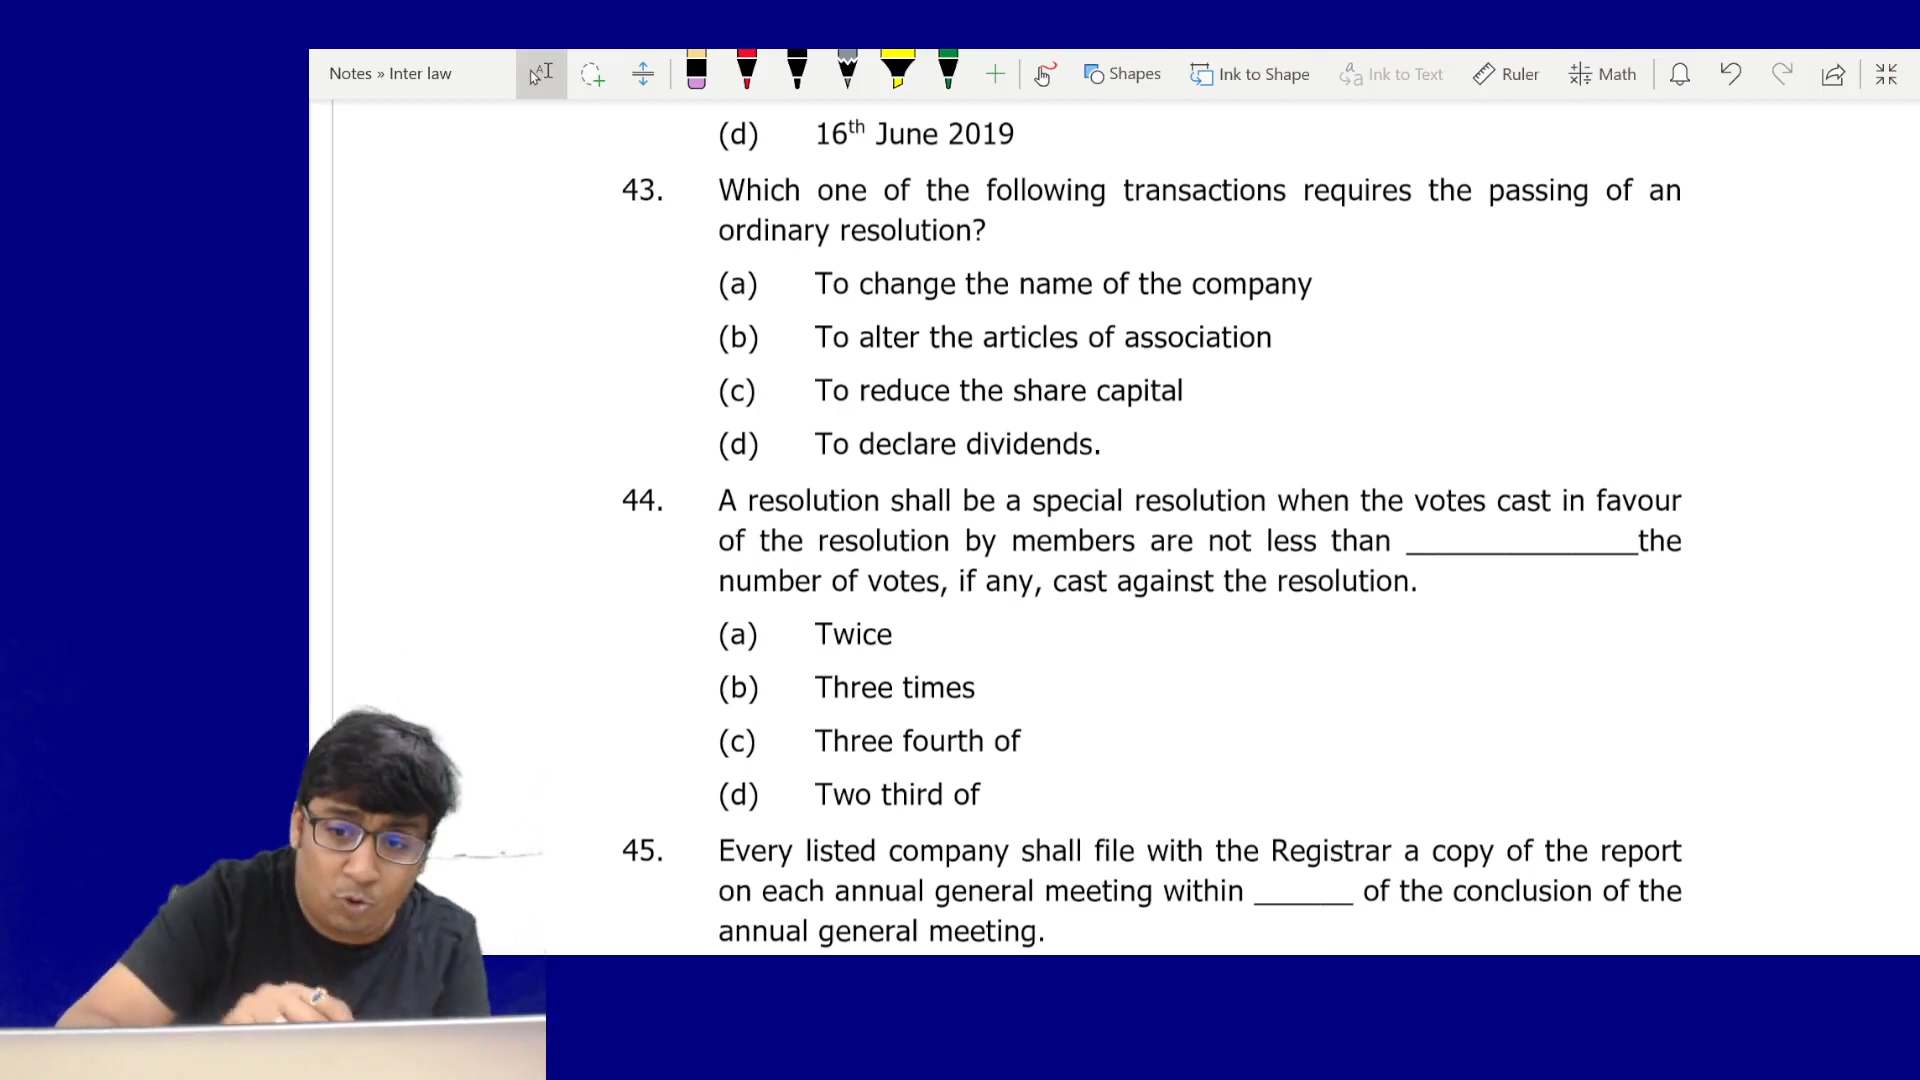 Notes » Inter law
Shapes
Ink to Shape
Ink to Text
Ruler
Math
(d) 16th June 2019
43. Which one of the following transactions requires the passing of an
ordinary resolution?
(a) To change the name of the company
(b) To alter the articles of association
(c) To reduce the share capital
(d) To declare dividends.
44. A resolution shall be a special resolution when the votes cast in favour
of the resolution by members are not less than ______________the
number of votes, if any, cast against the resolution.
(a) Twice
(b) Three times
(c) Three fourth of
(d) Two third of
45. Every listed company shall file with the Registrar a copy of the report
on each annual general meeting within ______ of the conclusion of the
annual general meeting.